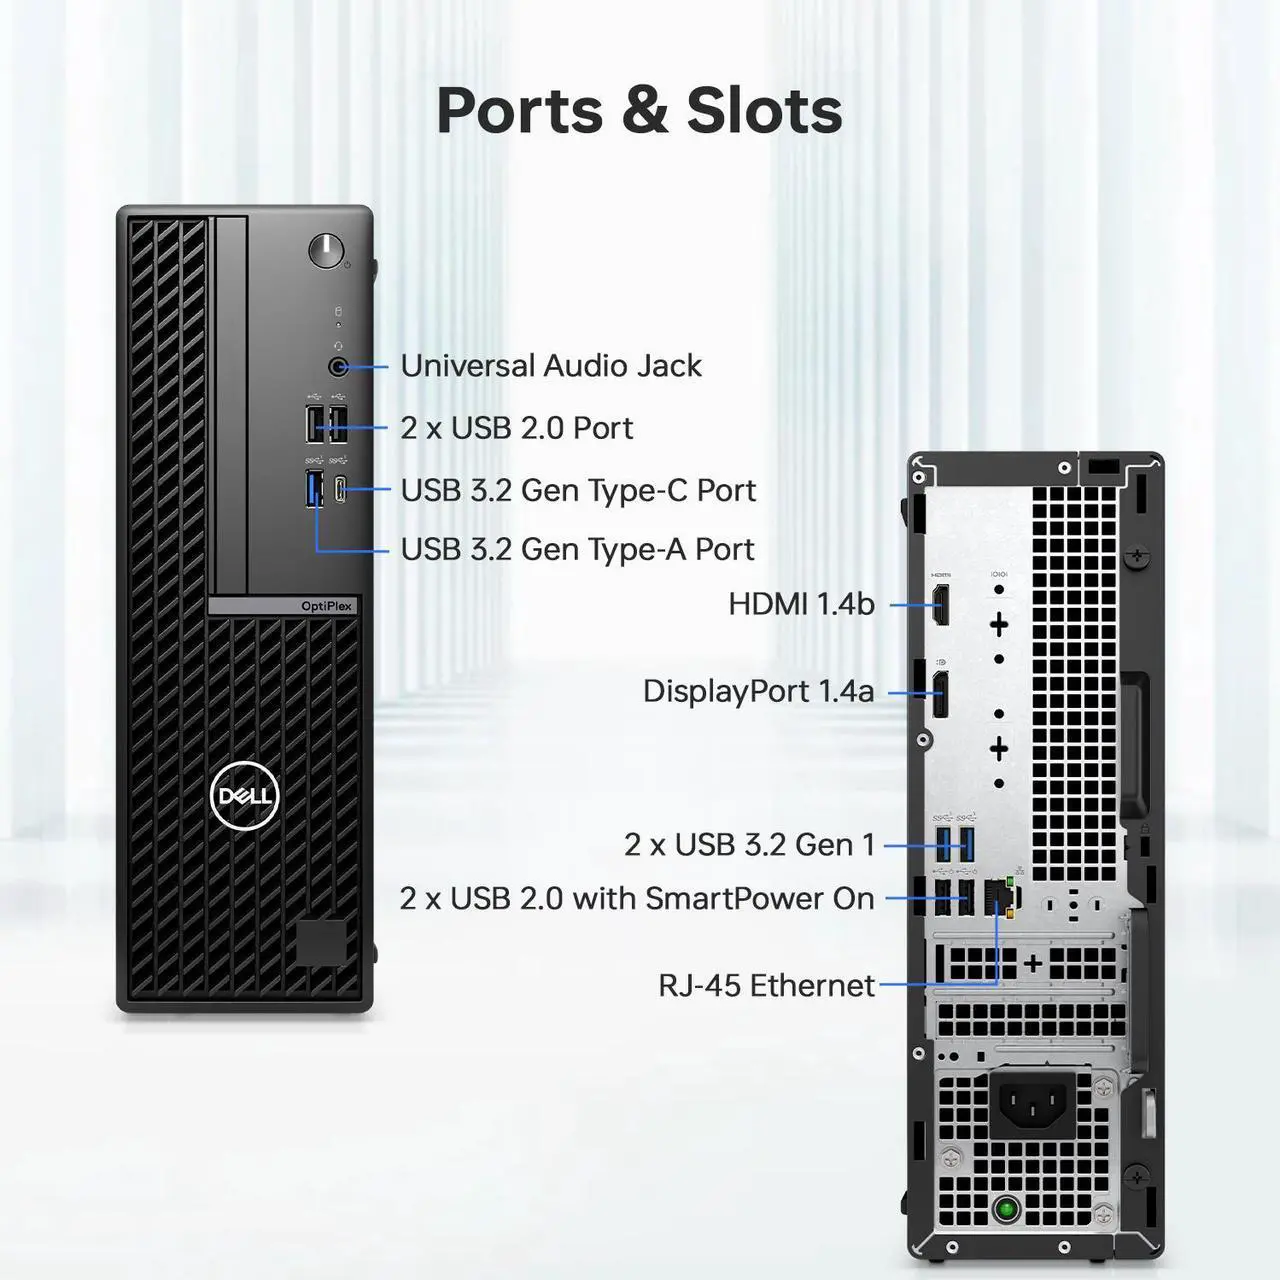 Ports & Slots
Universal Audio Jack
2 x USB 2.0 Port
USB 3.2 Gen Type-C Port
USB 3.2 Gen Type-A Port
OptiPlex
DELL
HDMI 1.4b
DisplayPort 1.4a
2 x USB 3.2 Gen 1
2 x USB 2.0 with SmartPower On
RJ-45 Ethernet
HDMI